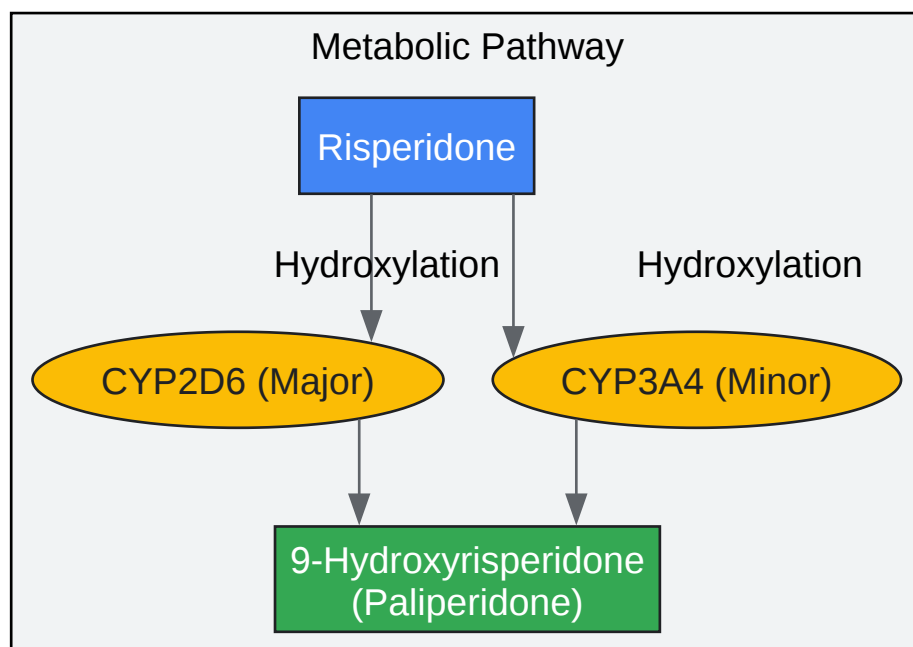 Metabolic Pathway
Risperidone
Hydroxylation
Hydroxylation
CYP2D6 (Major)
CYP3A4 (Minor)
9-Hydroxyrisperidone
(Paliperidone)